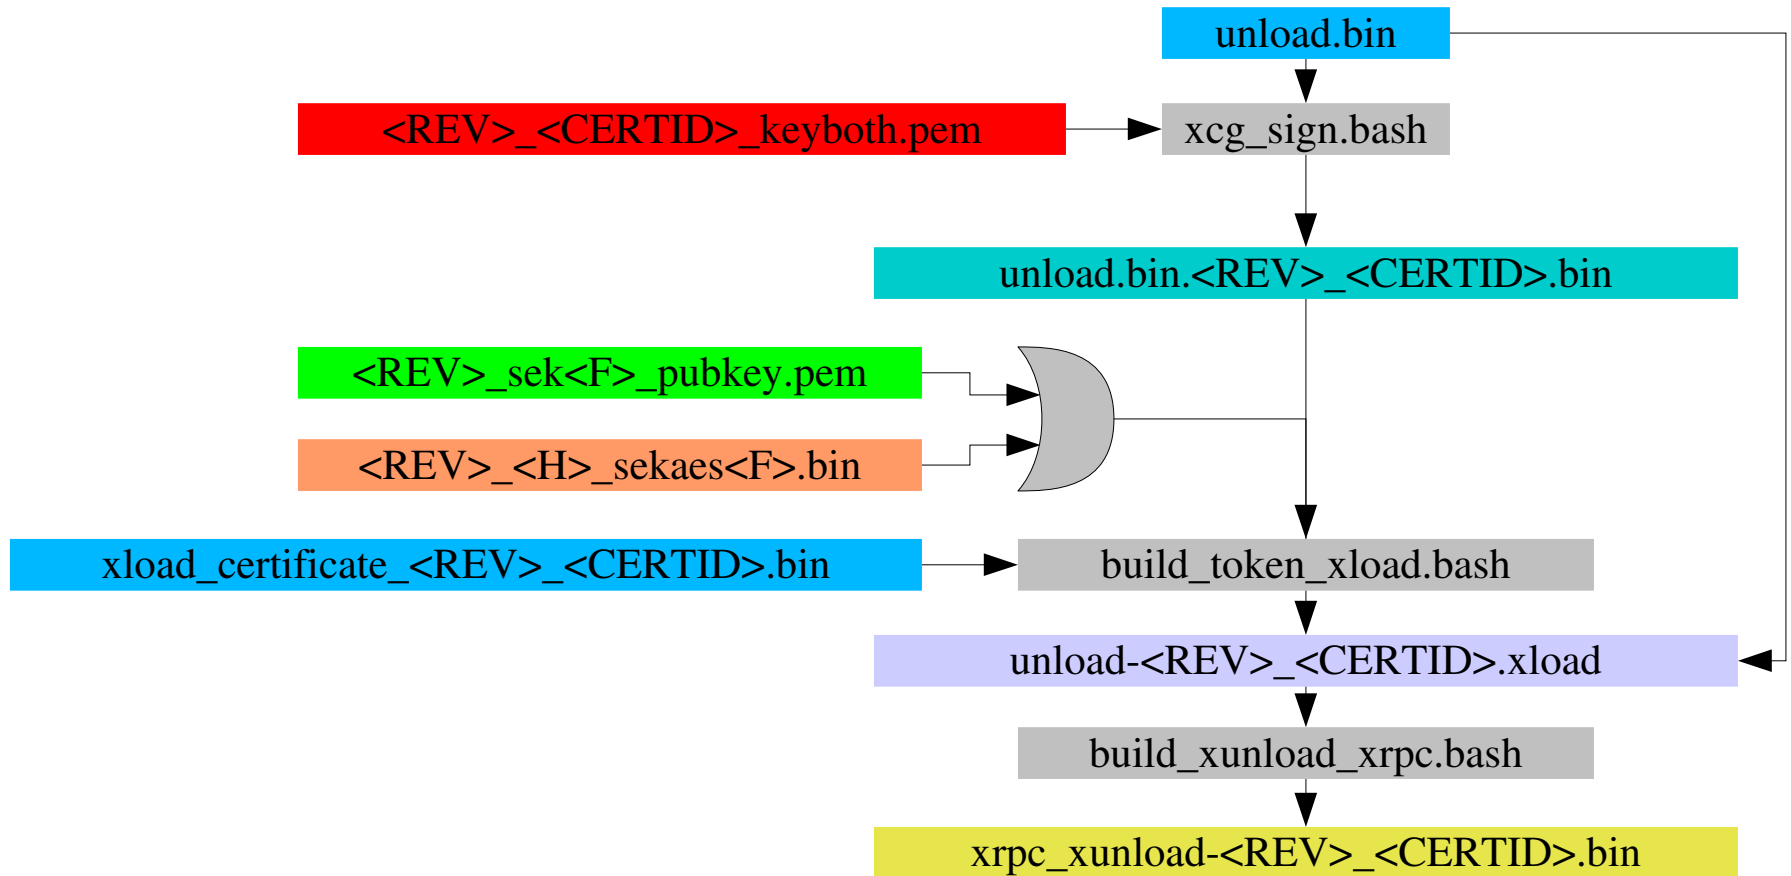 unload.bin
<REV>_<CERTID>_keyboth.pem
xcg_sign.bash
unload.bin.<REV>_<CERTID>.bin
<REV>_sek<F>_pubkey.pem
<REV>_<H>_sekaes<F>.bin
xload_certificate_<REV>_<CERTID>.bin
build_token_xload.bash
unload-<REV>_<CERTID>.xload
build_xunload_xrpc.bash
xrpc_xunload-<REV>_<CERTID>.bin